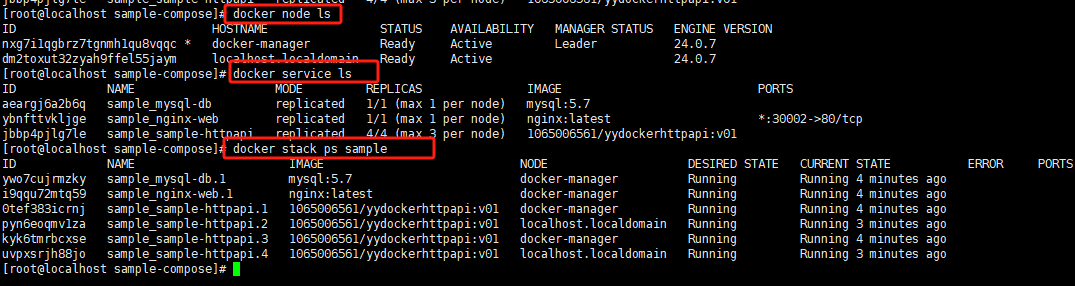 jbbp4pjlg7le   sample_sample-httpapi   replicated   4/4 (max 3 per node)   1065006561/yydockerhttpapi:v01
[root@localhost sample-compose]# docker node ls
ID                            HOSTNAME                STATUS    AVAILABILITY   MANAGER STATUS   ENGINE VERSION
nxg7i1qgbrz7tgnmh1qu8vqqc *   docker-manager          Ready     Active         Leader           24.0.7
dm2toxut32zyah9ffel55jaym     localhost.localdomain   Ready     Active                          24.0.7
[root@localhost sample-compose]# docker service ls
ID             NAME                    MODE         REPLICAS               IMAGE                            PORTS
aeargj6a2b6q   sample_mysql-db         replicated   1/1 (max 1 per node)   mysql:5.7
ybnfttvkljge   sample_nginx-web        replicated   1/1 (max 1 per node)   nginx:latest                     *:30002->80/tcp
jbbp4pjlg7le   sample_sample-httpapi   replicated   4/4 (max 3 per node)   1065006561/yydockerhttpapi:v01
[root@localhost sample-compose]# docker stack ps sample
ID             NAME                      IMAGE                            NODE                    DESIRED STATE   CURRENT STATE           ERROR     PORTS
ywo7cujrmzky   sample_mysql-db.1         mysql:5.7                        docker-manager          Running         Running 4 minutes ago
i9qqu72mtq59   sample_nginx-web.1        nginx:latest                     docker-manager          Running         Running 4 minutes ago
0tef383icrnj   sample_sample-httpapi.1   1065006561/yydockerhttpapi:v01   docker-manager          Running         Running 4 minutes ago
pyn6eoqmv1za   sample_sample-httpapi.2   1065006561/yydockerhttpapi:v01   localhost.localdomain   Running         Running 3 minutes ago
kyk6tmrbcxse   sample_sample-httpapi.3   1065006561/yydockerhttpapi:v01   docker-manager          Running         Running 4 minutes ago
uvpxsrjh88jo   sample_sample-httpapi.4   1065006561/yydockerhttpapi:v01   localhost.localdomain   Running         Running 3 minutes ago
[root@localhost sample-compose]#